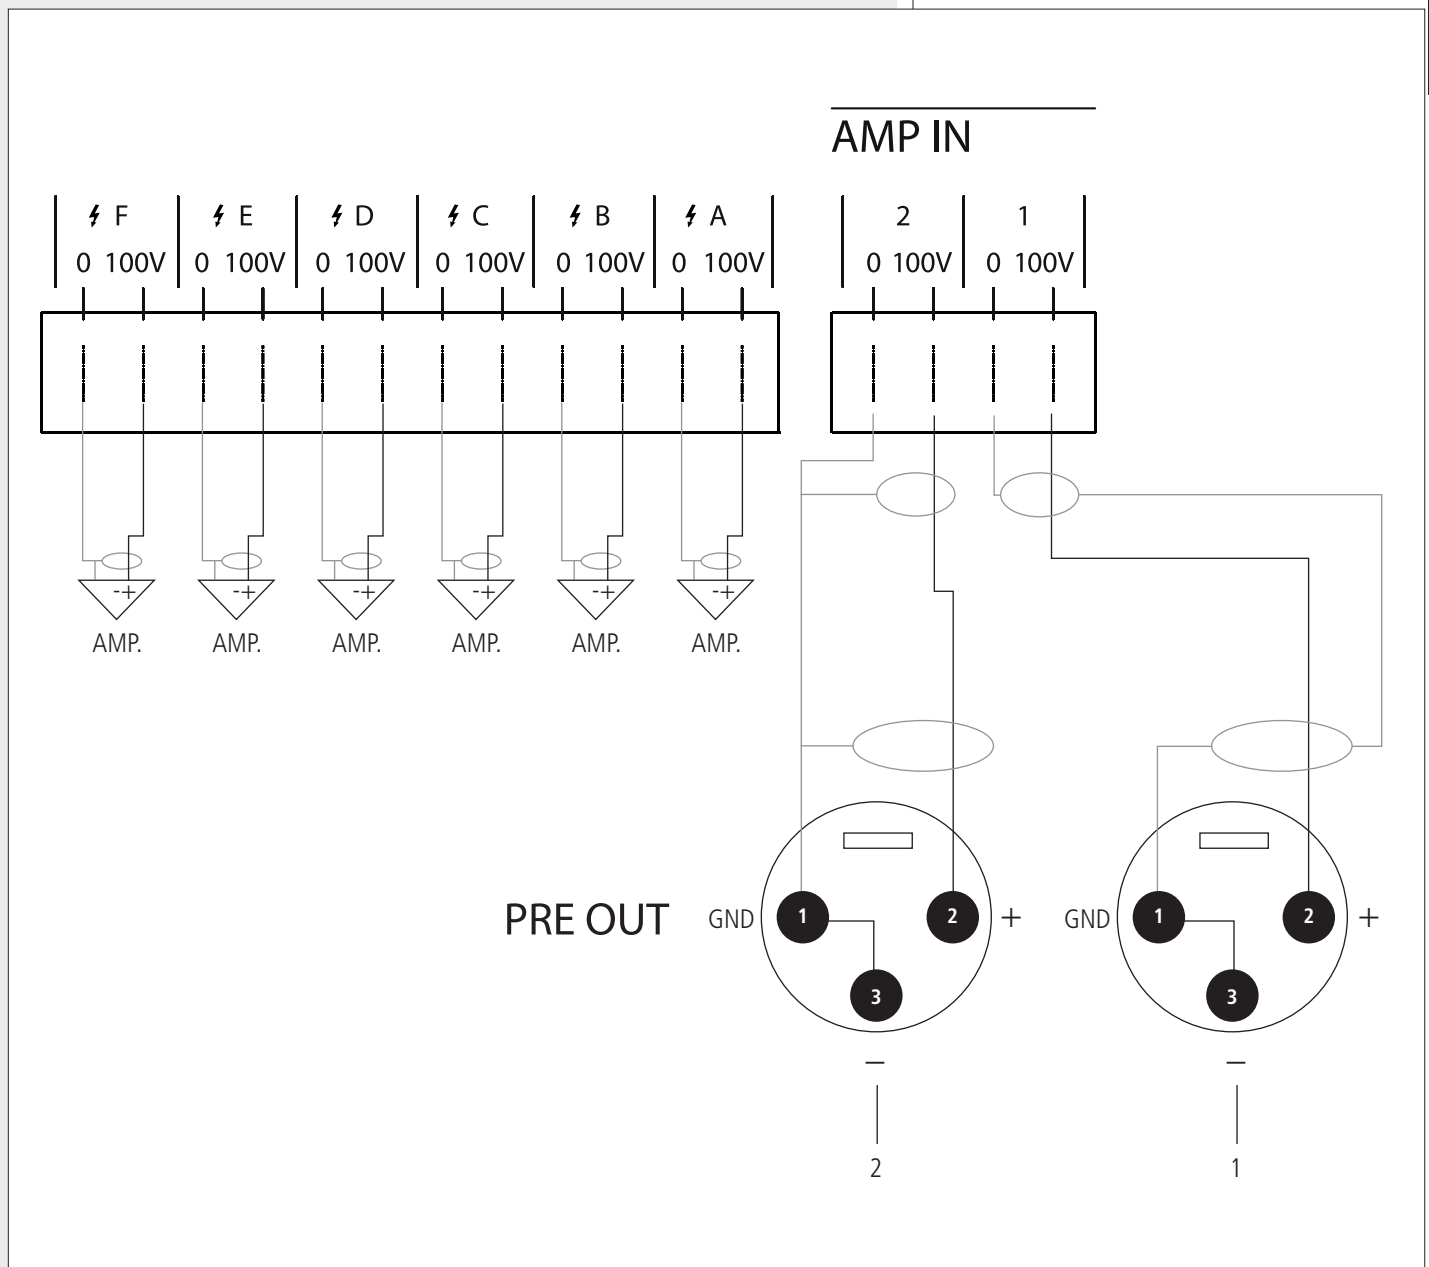 AMP IN
F E D C B A 2 1
0 100V 0 100V 0 100V 0 100V 0 100V 0 100V 0 100V 0 100V
-+ -+ -+ -+ -+ -+
AMP. AMP. AMP. AMP. AMP. AMP.
PRE OUT GND 1 2 + GND 1 2 +
3 3
– –
2 1